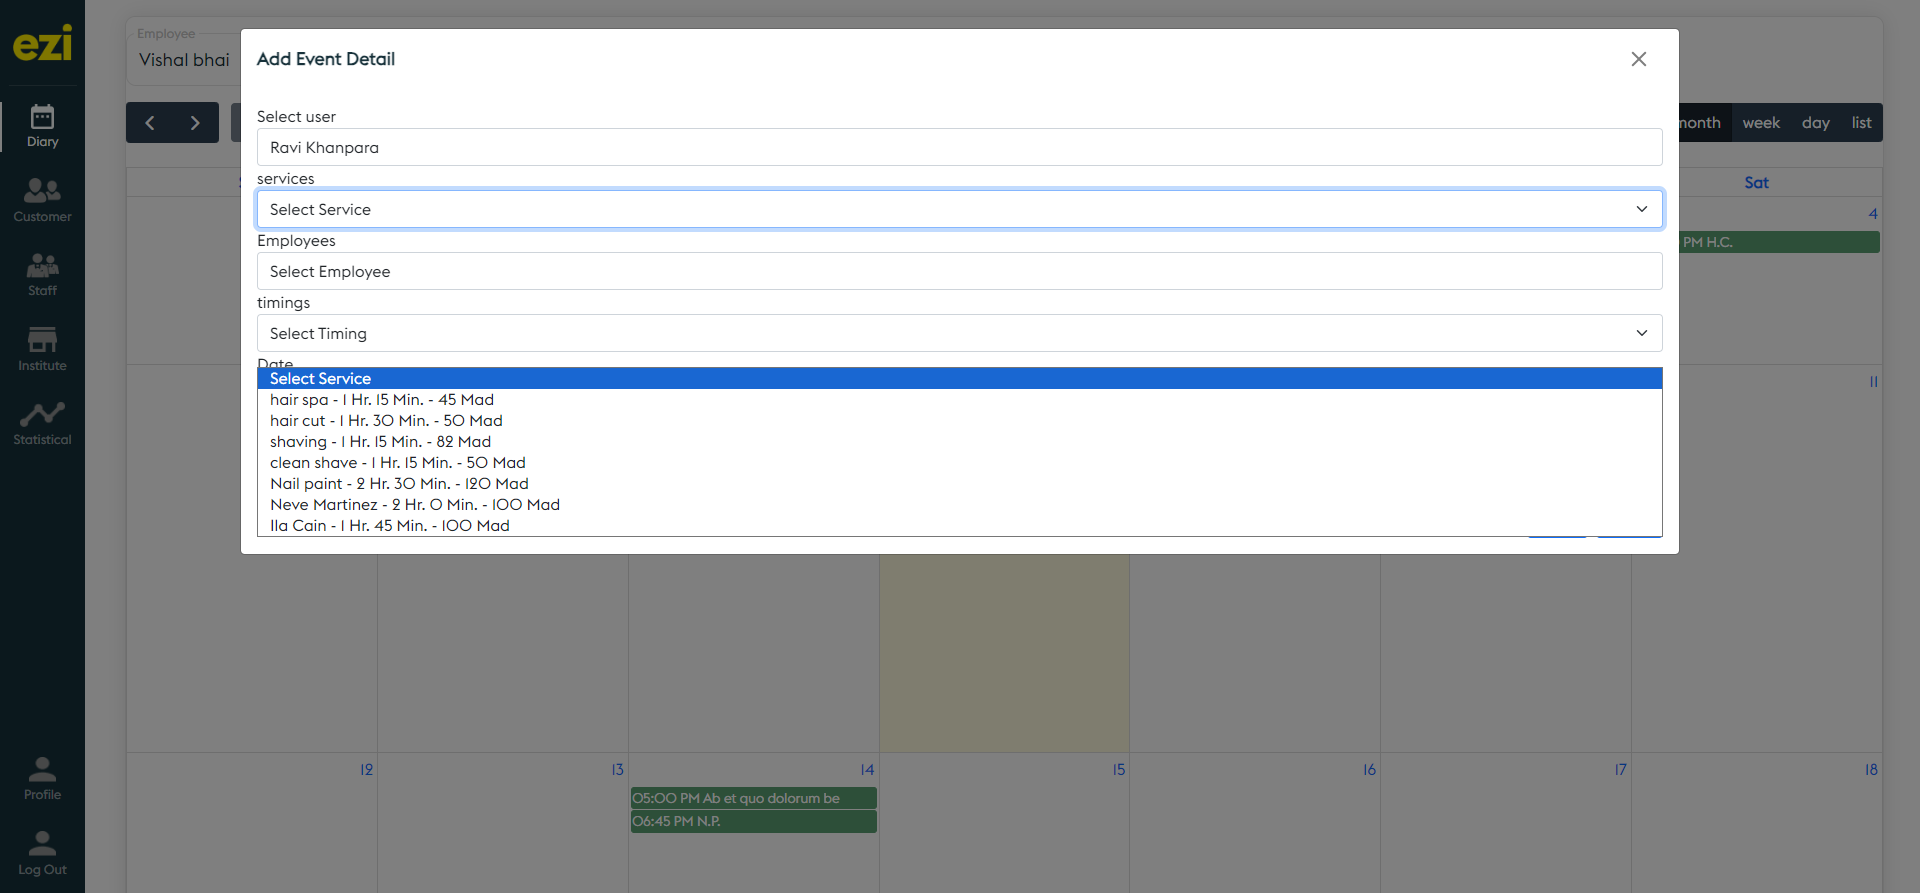 ezi
Diary
Customer
Staff
Institute
Statistical
Profile
Log Out
Employee
Vishal bhai
Add Event Detail
Select user
Ravi Khanpara
services
Select Service
Employees
Select Employee
timings
Select Timing
Date
Select Service
hair spa - 1 Hr. 15 Min. - 45 Mad
hair cut - 1 Hr. 30 Min. - 50 Mad
shaving - 1 Hr. 15 Min. - 82 Mad
clean shave - 1 Hr. 15 Min. - 50 Mad
Nail paint - 2 Hr. 30 Min. - 120 Mad
Neve Martinez - 2 Hr. 0 Min. - 100 Mad
Ila Cain - 1 Hr. 45 Min. - 100 Mad
month week day list
Sat
4
PM H.C.
11
12 13 14 15 16 17 18
05:00 PM Ab et quo dolorum be
06:45 PM N.P.